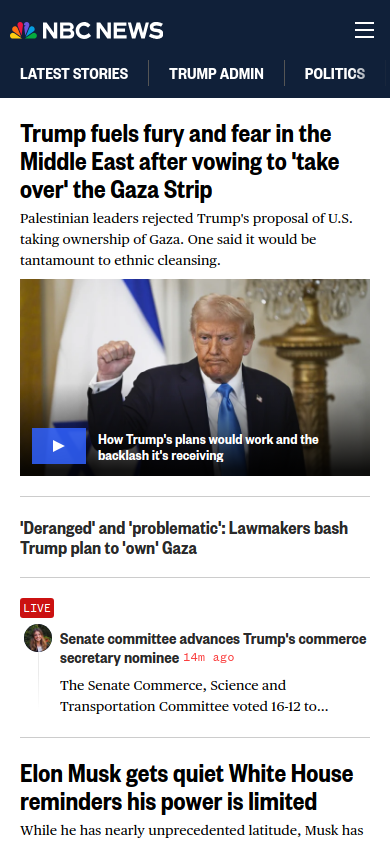 NBC NEWS
LATEST STORIES
TRUMP ADMIN
POLITICS
Trump fuels fury and fear in the
Middle East after vowing to 'take
over' the Gaza Strip
Palestinian leaders rejected Trump's proposal of U.S.
taking ownership of Gaza. One said it would be
tantamount to ethnic cleansing.
How Trump's plans would work and the
backlash it's receiving
'Deranged' and 'problematic': Lawmakers bash
Trump plan to 'own' Gaza
LIVE
Senate committee advances Trump's commerce
secretary nominee 14m ago
The Senate Commerce, Science and
Transportation Committee voted 16-12 to...
Elon Musk gets quiet White House
reminders his power is limited
While he has nearly unprecedented latitude, Musk has